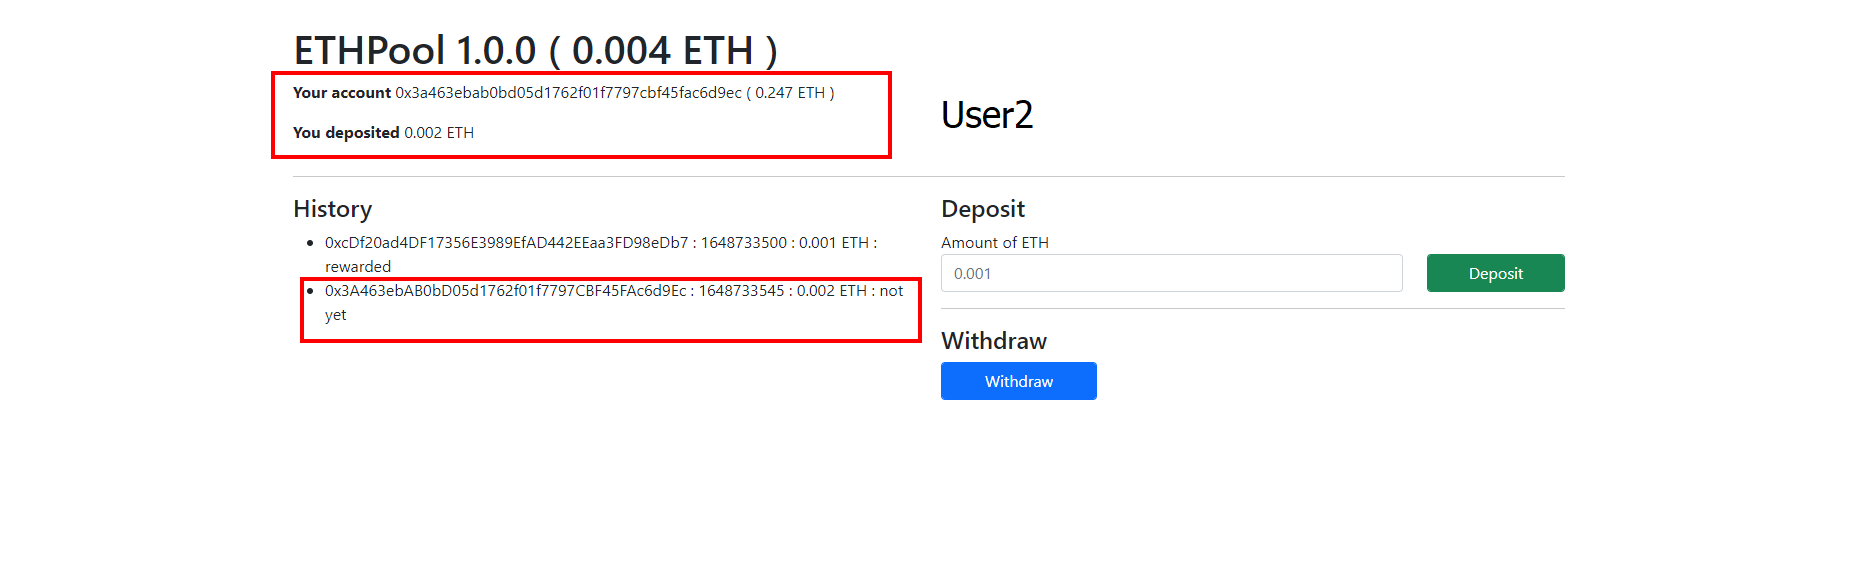 ETHPool 1.0.0 ( 0.004 ETH )
Your account 0x3a463ebab0bd05d1762f01f7797cbf45fac6d9ec ( 0.247 ETH )
You deposited 0.002 ETH
User2
History
0xcDf20ad4DF17356E3989EfAD442EEaa3FD98eDb7 : 1648733500 : 0.001 ETH :
rewarded
0x3A463ebAB0bD05d1762f01f7797CBF45FAc6d9Ec : 1648733545 : 0.002 ETH : not
yet
Deposit
Amount of ETH
0.001
Deposit
Withdraw
Withdraw